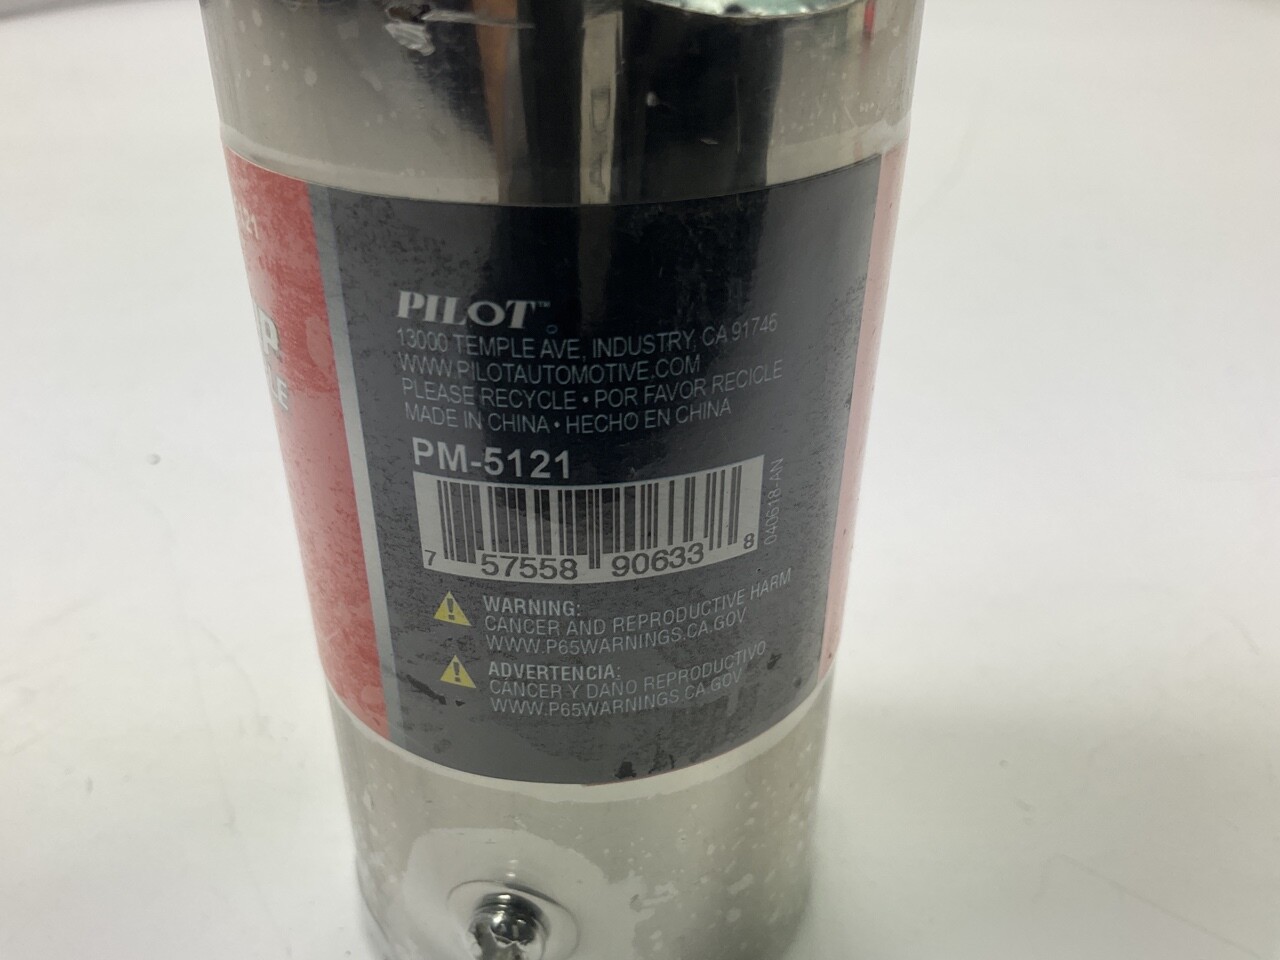 PILOT™
13000 TEMPLE AVE, INDUSTRY, CA 91746
WWW.PILOTAUTOMOTIVE.COM
PLEASE RECYCLE • POR FAVOR RECICLE
MADE IN CHINA • HECHO EN CHINA
PM-5121
7 57558 90633 8
040618-AN
WARNING:
CANCER AND REPRODUCTIVE HARM
WWW.P65WARNINGS.CA.GOV
ADVERTENCIA:
CÁNCER Y DAÑO REPRODUCTIVO
WWW.P65WARNINGS.CA.GOV